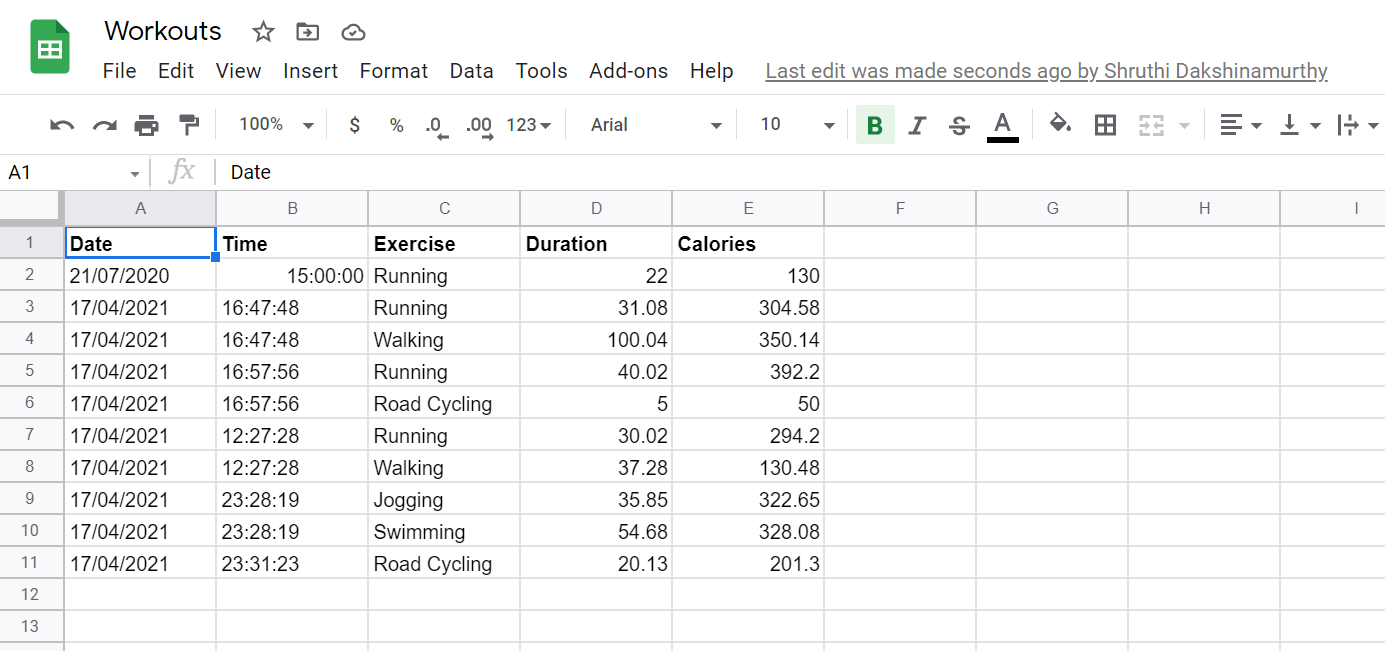 Workouts
File Edit View Insert Format Data Tools Add-ons Help Last edit was made seconds ago by Shruthi Dakshinamurthy
100% $ % .0 .00 123 Arial 10 B I S A
A1 fx Date
A B C D E F G H I
1 Date Time Exercise Duration Calories
2 21/07/2020 15:00:00 Running 22 130
3 17/04/2021 16:47:48 Running 31.08 304.58
4 17/04/2021 16:47:48 Walking 100.04 350.14
5 17/04/2021 16:57:56 Running 40.02 392.2
6 17/04/2021 16:57:56 Road Cycling 5 50
7 17/04/2021 12:27:28 Running 30.02 294.2
8 17/04/2021 12:27:28 Walking 37.28 130.48
9 17/04/2021 23:28:19 Jogging 35.85 322.65
10 17/04/2021 23:28:19 Swimming 54.68 328.08
11 17/04/2021 23:31:23 Road Cycling 20.13 201.3
12
13